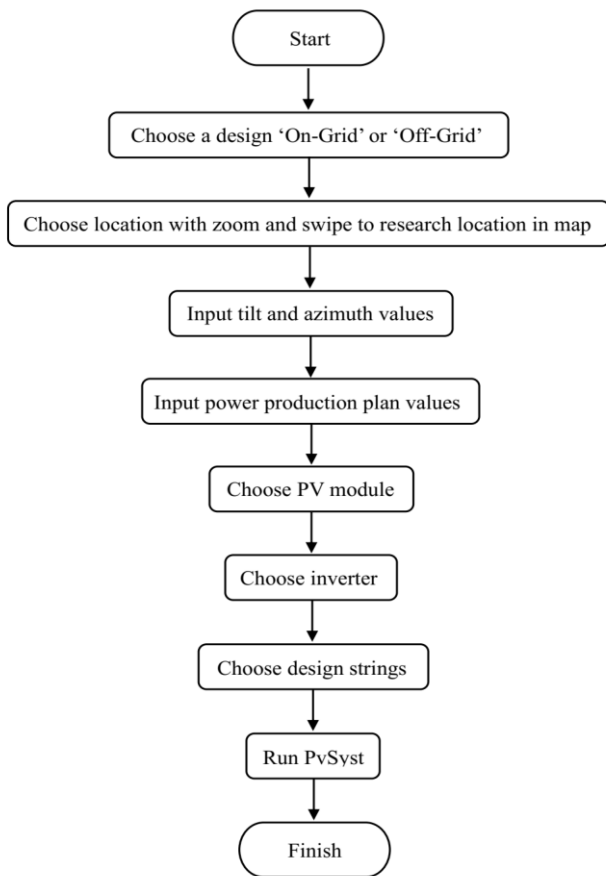 Start
Choose a design ‘On-Grid’ or ‘Off-Grid’
Choose location with zoom and swipe to research location in map
Input tilt and azimuth values
Input power production plan values
Choose PV module
Choose inverter
Choose design strings
Run PvSyst
Finish